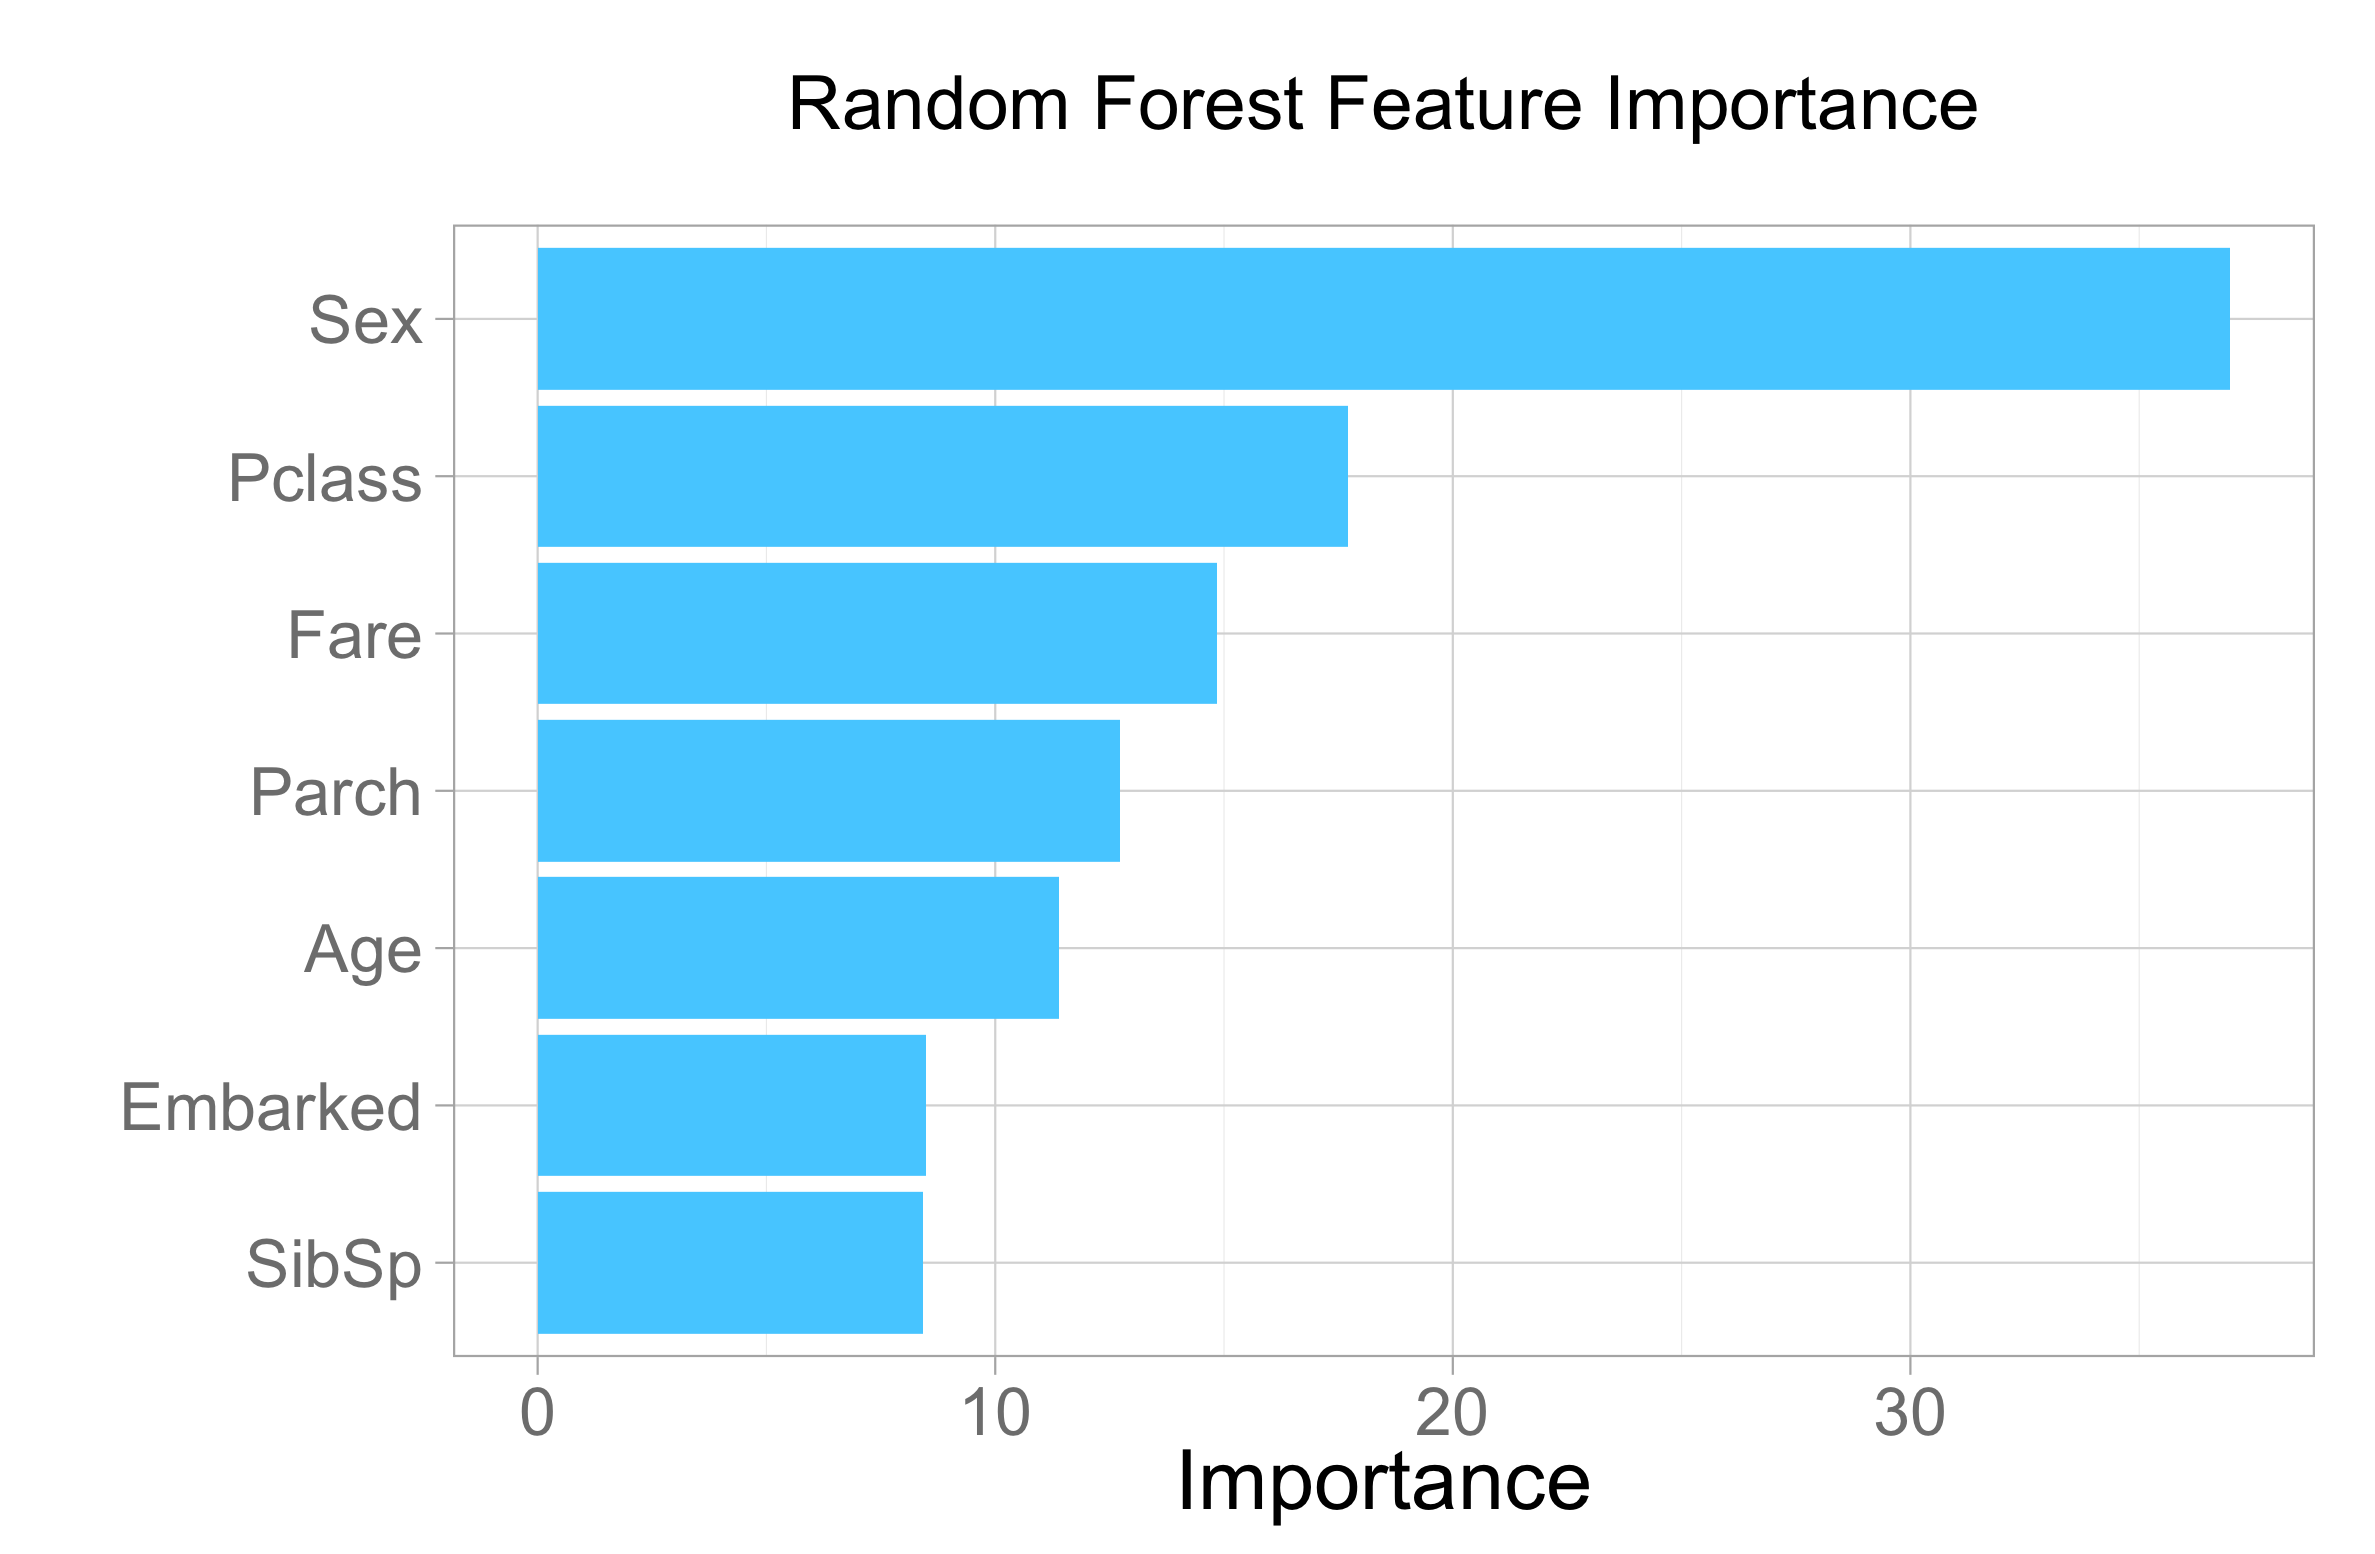 Random Forest Feature Importance
Sex
Pclass
Fare
Parch
Age
Embarked
SibSp
0 10 20 30
Importance